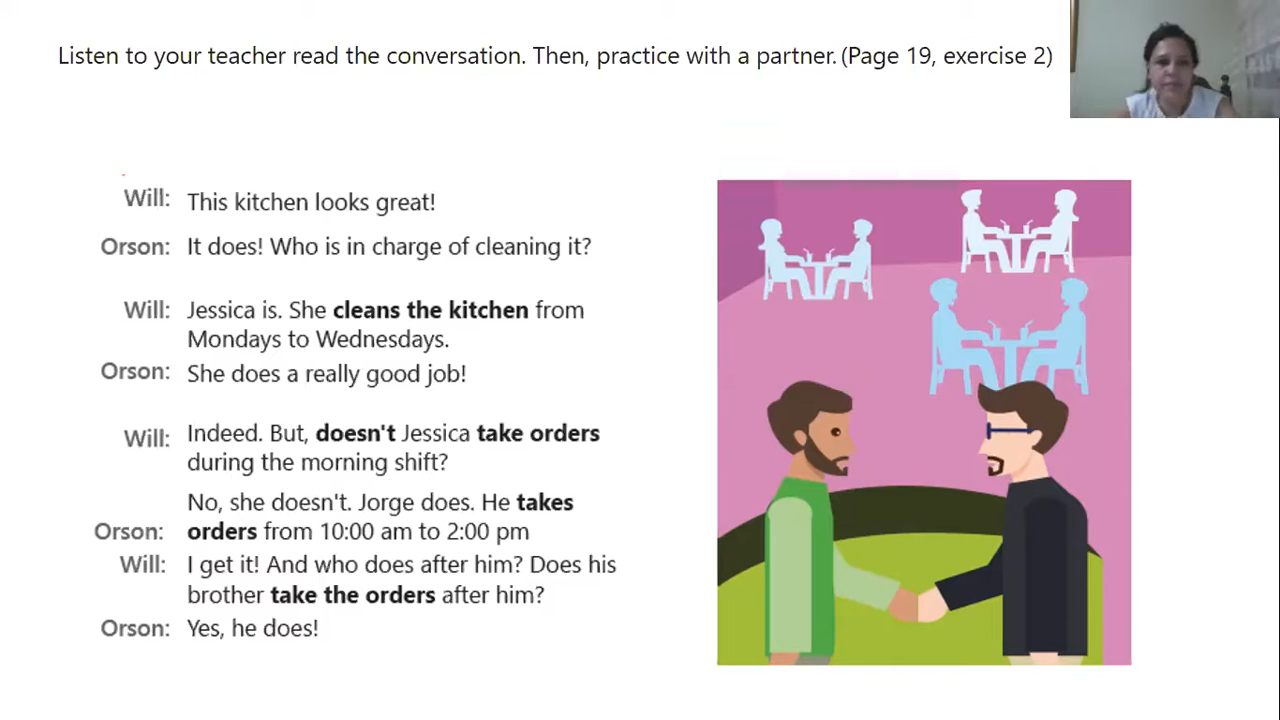 Listen to your teacher read the conversation. Then, practice with a partner. (Page 19, exercise 2)
Will: This kitchen looks great!
Orson: It does! Who is in charge of cleaning it?
Will: Jessica is. She cleans the kitchen from
Mondays to Wednesdays.
Orson: She does a really good job!
Will: Indeed. But, doesn't Jessica take orders
during the morning shift?
No, she doesn't. Jorge does. He takes
Orson: orders from 10:00 am to 2:00 pm
Will: I get it! And who does after him? Does his
brother take the orders after him?
Orson: Yes, he does!